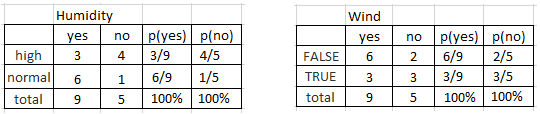 Humidity
yes no p(yes) p(no)
high 3 4 3/9 4/5
normal 6 1 6/9 1/5
total 9 5 100% 100%
Wind
yes no p(yes) p(no)
FALSE 6 2 6/9 2/5
TRUE 3 3 3/9 3/5
total 9 5 100% 100%